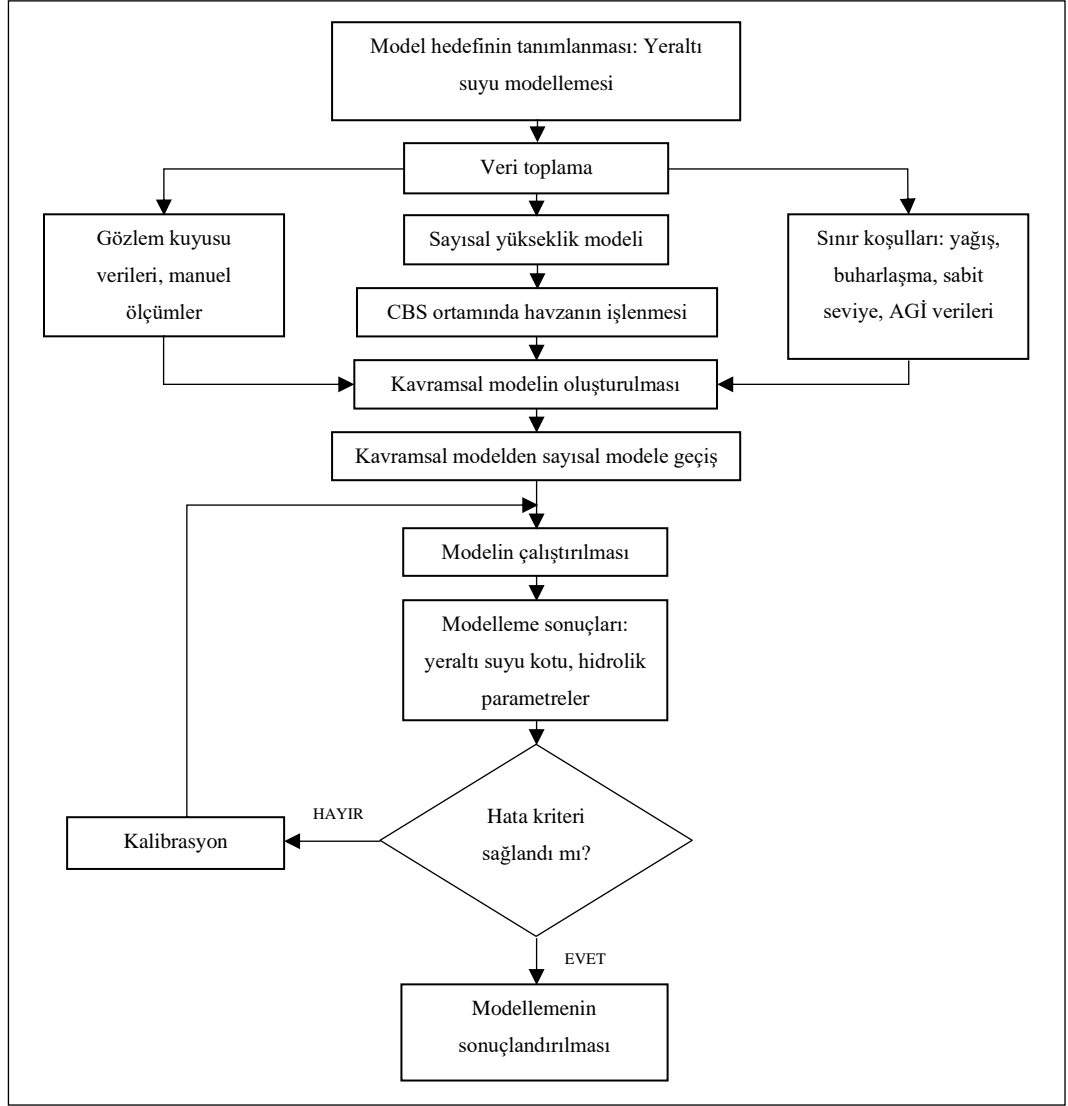 Model hedefinin tanımlanması: Yeraltı
suyu modellemesi
Veri toplama
Gözlem kuyusu
verileri, manuel
ölçümler
Sayısal yükseklik modeli
CBS ortamında havzanın işlenmesi
Sınır koşulları: yağış,
buharlaşma, sabit
seviye, AGİ verileri
Kavramsal modelin oluşturulması
Kavramsal modelden sayısal modele geçiş
Modelin çalıştırılması
Modelleme sonuçları:
yeraltı suyu kotu, hidrolik
parametreler
Hata kriteri
sağlandı mı?
HAYIR
Kalibrasyon
EVET
Modellemenin
sonuçlandırılması